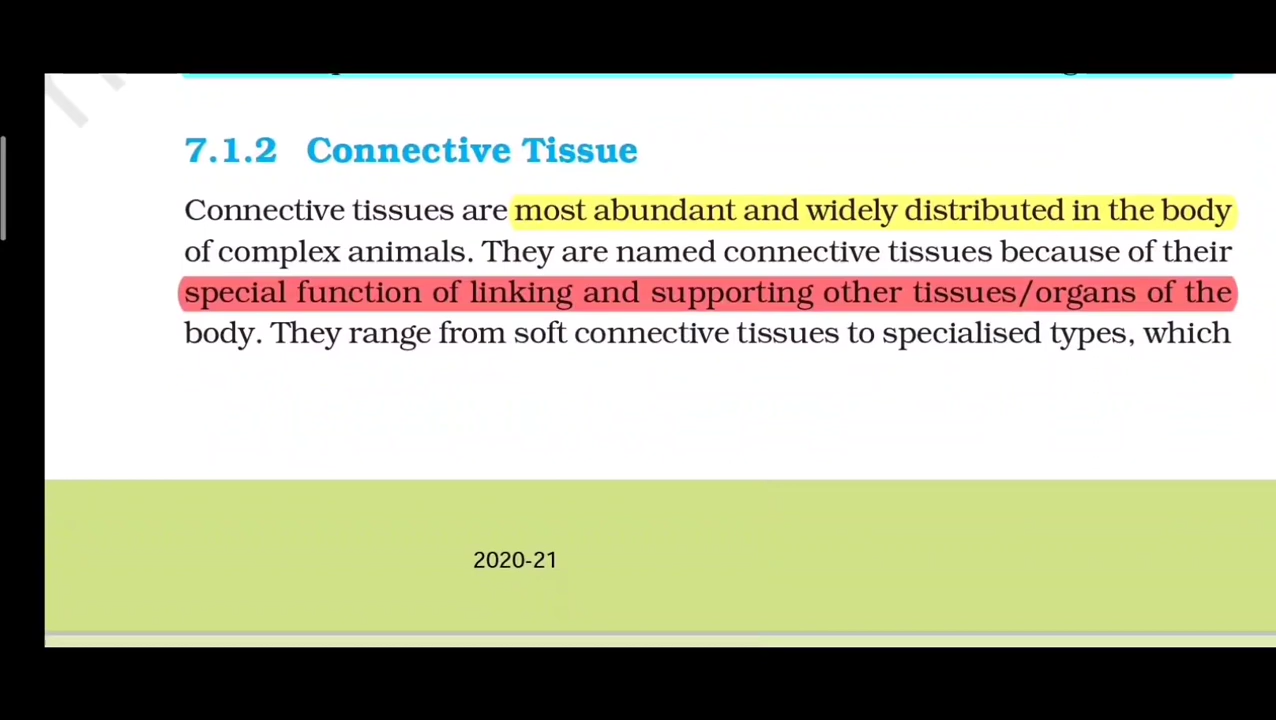 7.1.2 Connective Tissue
Connective tissues are most abundant and widely distributed in the body
of complex animals. They are named connective tissues because of their
special function of linking and supporting other tissues/organs of the
body. They range from soft connective tissues to specialised types, which
2020-21